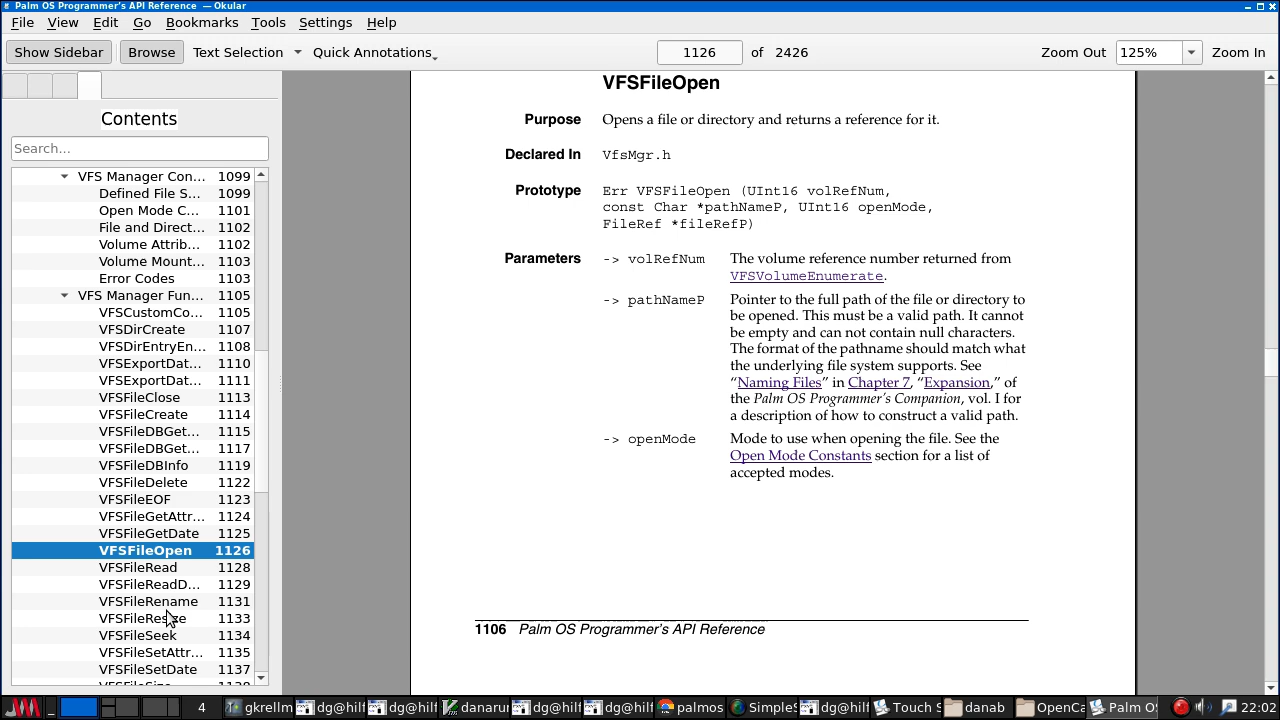 Palm OS Programmer's API Reference — Okular
File View Edit Go Bookmarks Tools Settings Help
Show Sidebar Browse Text Selection Quick Annotations 1126 of 2426 Zoom Out 125% Zoom In
Contents
Search...
VFS Manager Con... 1099
Defined File S... 1099
Open Mode C... 1101
File and Direct... 1102
Volume Attrib... 1102
Volume Mount... 1103
Error Codes 1103
VFS Manager Fun... 1105
VFSCustomCo... 1105
VFSDirCreate 1107
VFSDirEntryEn... 1108
VFSExportDat... 1110
VFSExportDat... 1111
VFSFileClose 1113
VFSFileCreate 1114
VFSFileDBGet... 1115
VFSFileDBGet... 1117
VFSFileDBInfo 1119
VFSFileDelete 1122
VFSFileEOF 1123
VFSFileGetAttr... 1124
VFSFileGetDate 1125
VFSFileOpen 1126
VFSFileRead 1128
VFSFileReadD... 1129
VFSFileRename 1131
VFSFileResize 1133
VFSFileSeek 1134
VFSFileSetAttr... 1135
VFSFileSetDate 1137
VFSFileOpen
Purpose Opens a file or directory and returns a reference for it.
Declared In VfsMgr.h
Prototype Err VFSFileOpen (UInt16 volRefNum,
const Char *pathNameP, UInt16 openMode,
FileRef *fileRefP)
Parameters -> volRefNum The volume reference number returned from
VFSVolumeEnumerate.
-> pathNameP Pointer to the full path of the file or directory to
be opened. This must be a valid path. It cannot
be empty and can not contain null characters.
The format of the pathname should match what
the underlying file system supports. See
“Naming Files” in Chapter 7, “Expansion,” of
the Palm OS Programmer’s Companion, vol. I for
a description of how to construct a valid path.
-> openMode Mode to use when opening the file. See the
Open Mode Constants section for a list of
accepted modes.
1106 Palm OS Programmer’s API Reference
4 gkrellm dg@hilf dg@hilf danarun dg@hilf dg@hilf palmos SimpleS dg@hilf Touch S danab OpenCa Palm OS 22:02